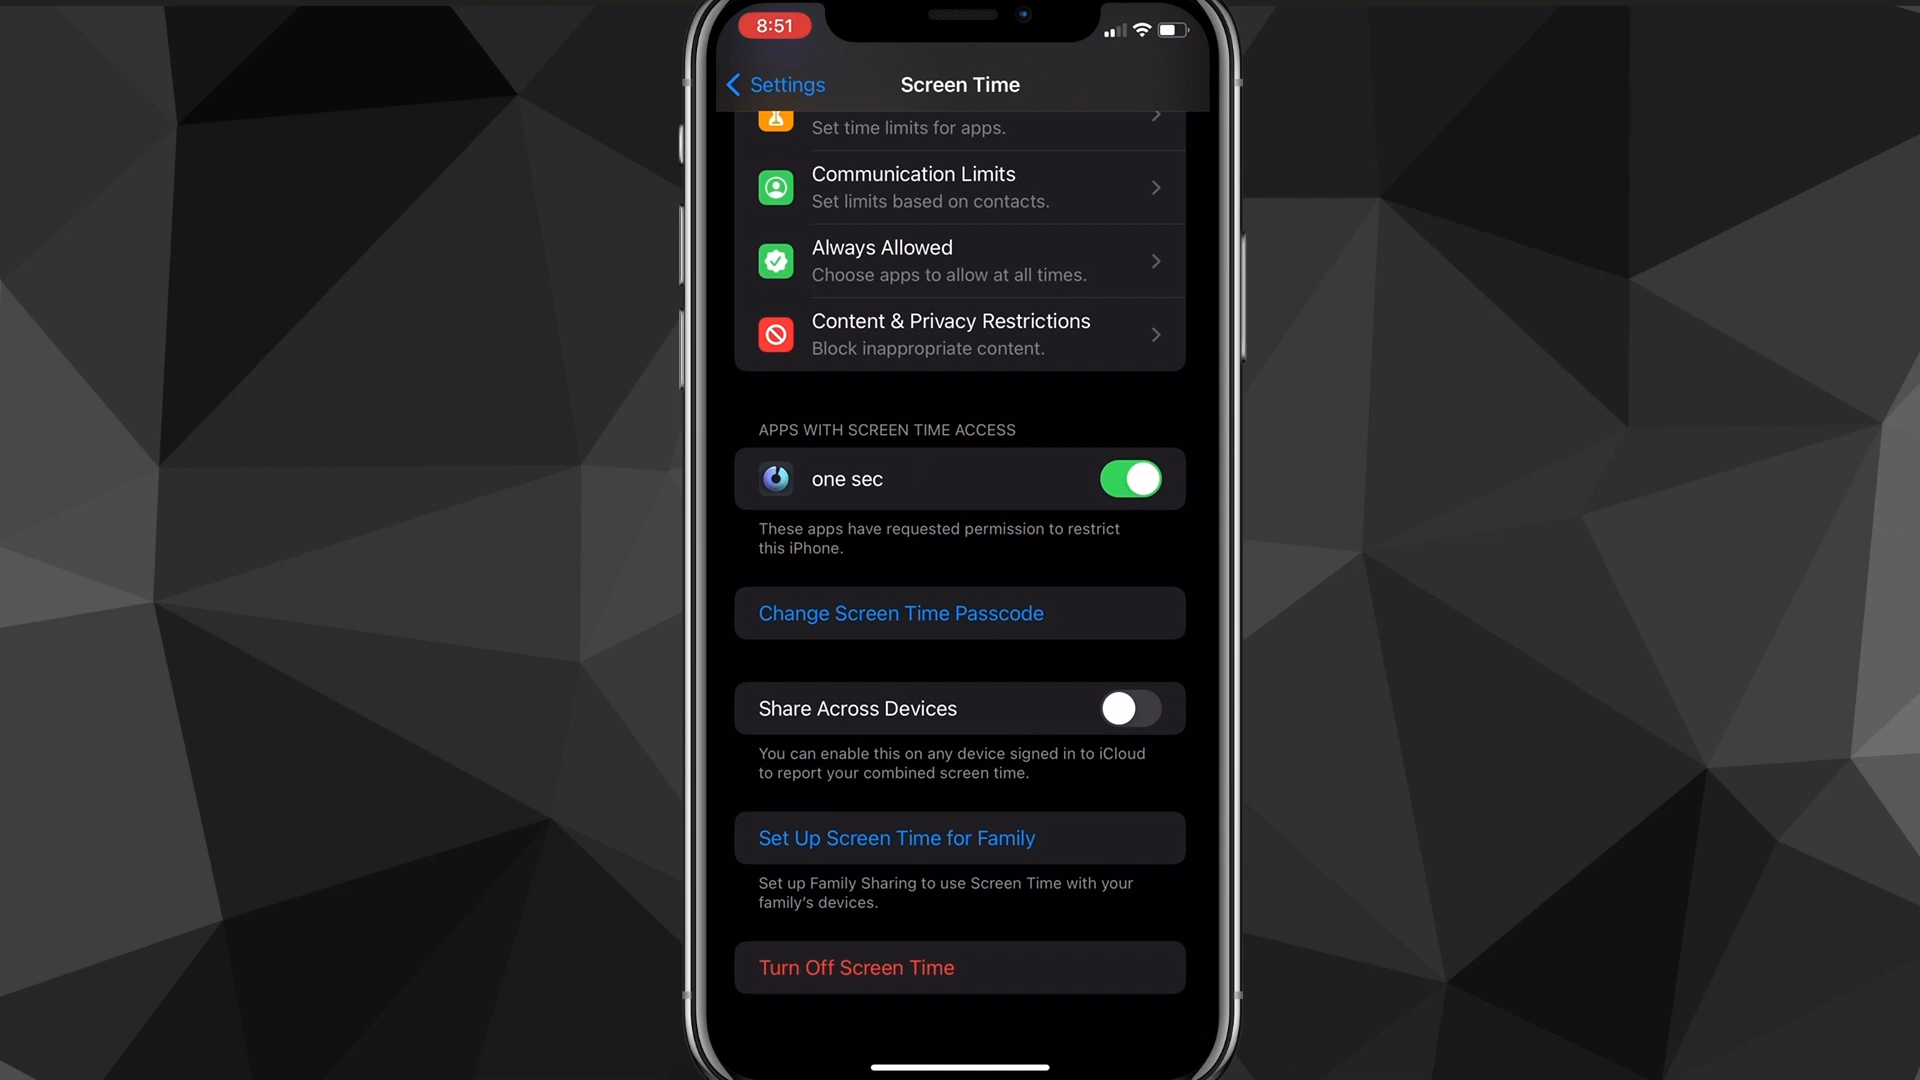 8:51
Settings
Screen Time
Set time limits for apps.
Communication Limits
Set limits based on contacts.
Always Allowed
Choose apps to allow at all times.
Content & Privacy Restrictions
Block inappropriate content.
APPS WITH SCREEN TIME ACCESS
one sec
These apps have requested permission to restrict
this iPhone.
Change Screen Time Passcode
Share Across Devices
You can enable this on any device signed in to iCloud
to report your combined screen time.
Set Up Screen Time for Family
Set up Family Sharing to use Screen Time with your
family's devices.
Turn Off Screen Time